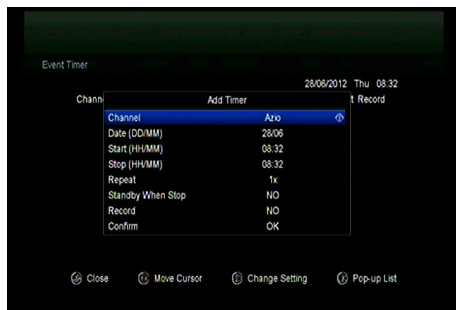 Event Timer
28/06/2012 Thu 08:32
Chann
t Record
Add Timer
Channel Azio
Date (DD/MM) 28/06
Start (HH/MM) 08:32
Stop (HH/MM) 08:32
Repeat 1x
Standby When Stop NO
Record NO
Confirm OK
Close Move Cursor Change Setting Pop-up List